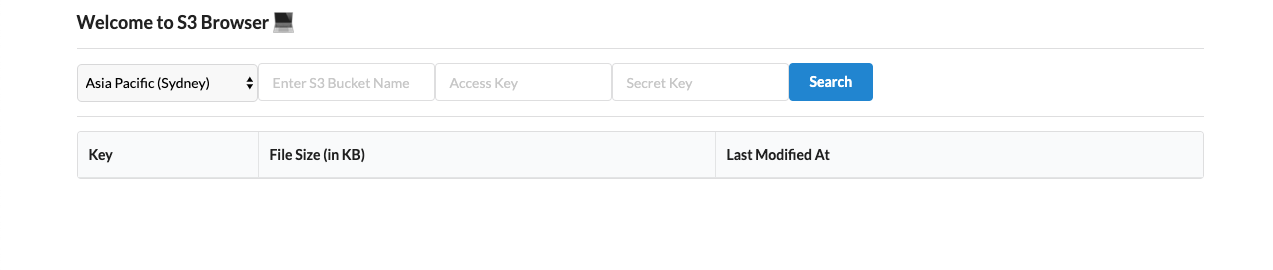 Welcome to S3 Browser 💻
Asia Pacific (Sydney) Enter S3 Bucket Name Access Key Secret Key Search
Key File Size (in KB) Last Modified At